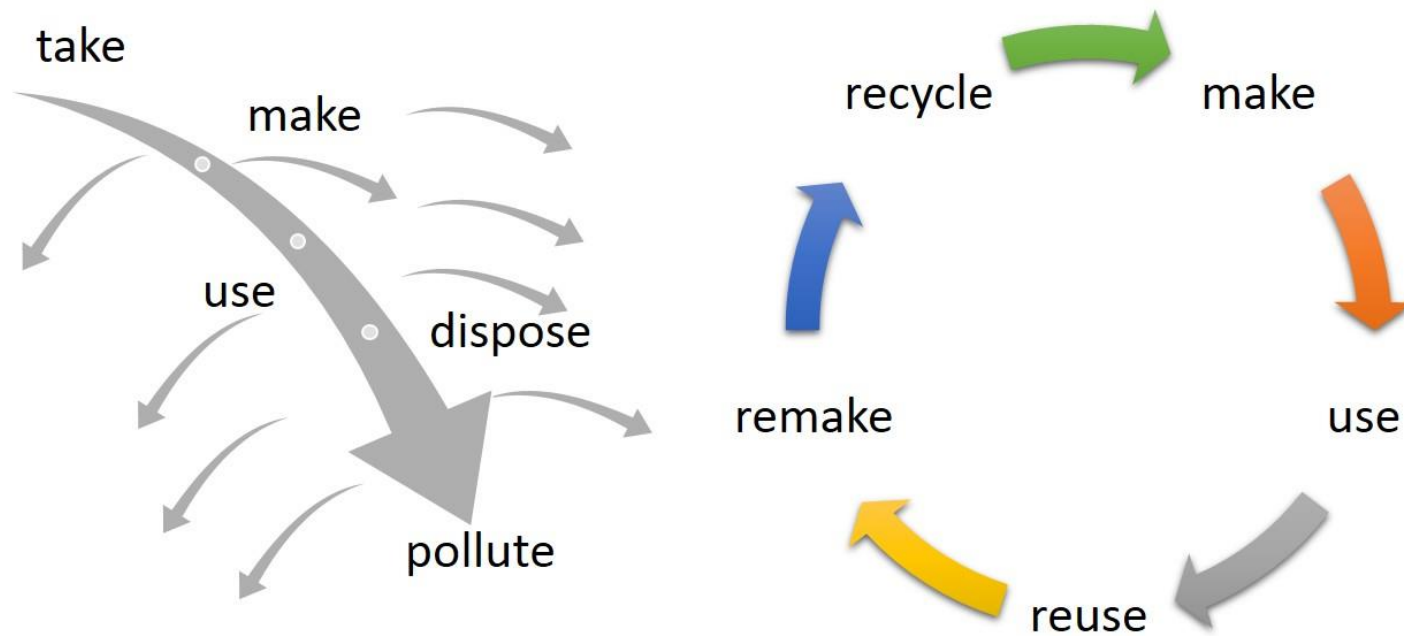 take
make
use
dispose
pollute
recycle
make
use
reuse
remake